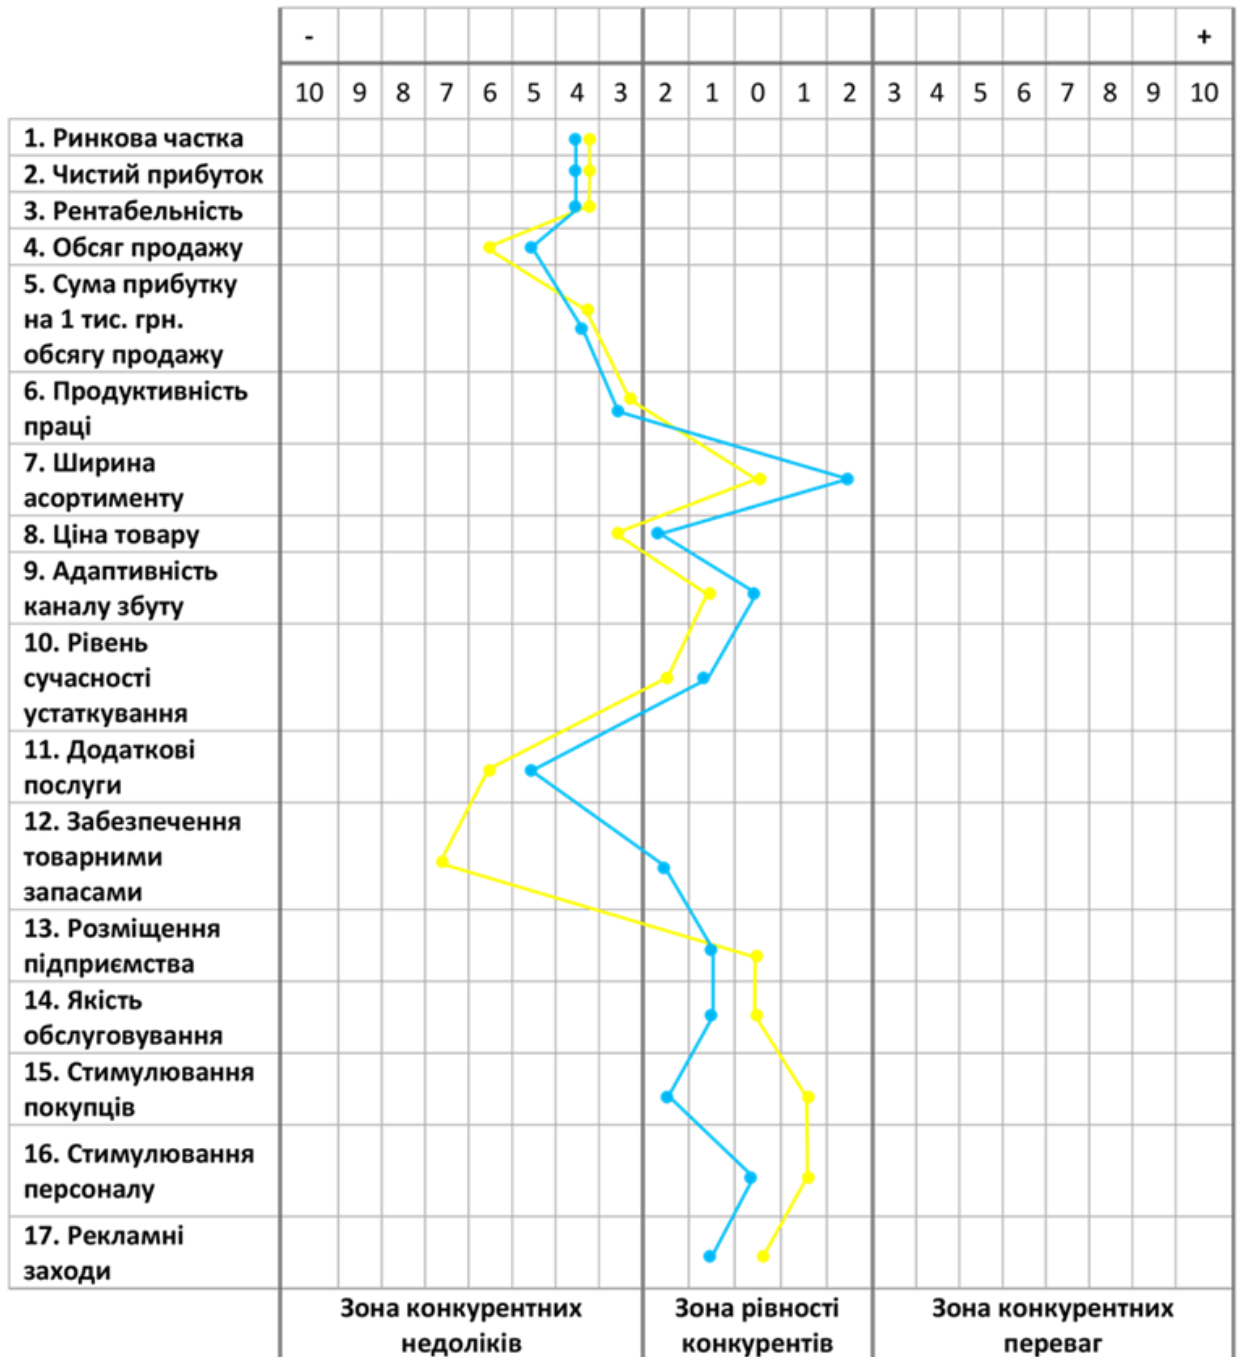 - +
10 9 8 7 6 5 4 3 2 1 0 1 2 3 4 5 6 7 8 9 10
1. Ринкова частка
2. Чистий прибуток
3. Рентабельність
4. Обсяг продажу
5. Сума прибутку
на 1 тис. грн.
обсягу продажу
6. Продуктивність
праці
7. Ширина
асортименту
8. Ціна товару
9. Адаптивність
каналу збуту
10. Рівень
сучасності
устаткування
11. Додаткові
послуги
12. Забезпечення
товарними
запасами
13. Розміщення
підприємства
14. Якість
обслуговування
15. Стимулювання
покупців
16. Стимулювання
персоналу
17. Рекламні
заходи
Зона конкурентних
недоліків
Зона рівності
конкурентів
Зона конкурентних
переваг